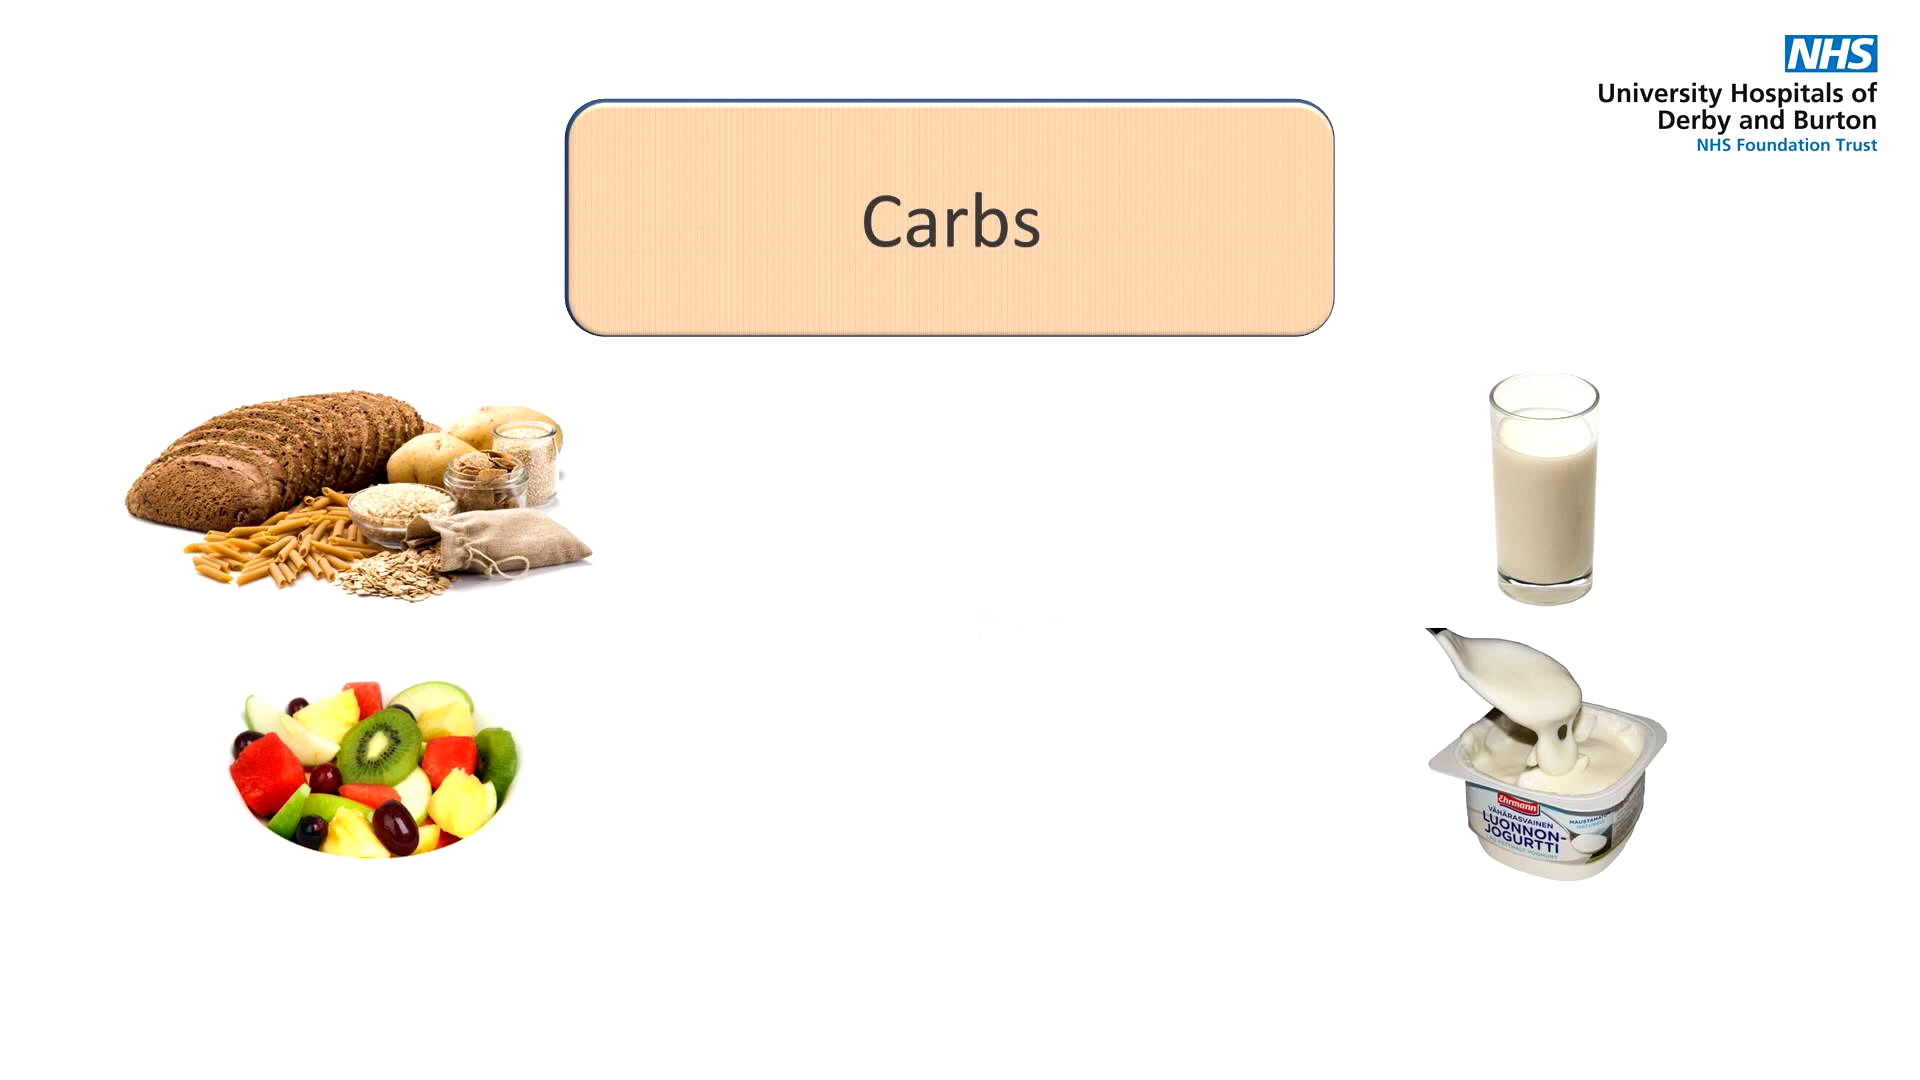 NHS
University Hospitals of
Derby and Burton
NHS Foundation Trust
Carbs
Ehrmann
VÄHÄRASVAINEN
LUONNON-
JOGURTTI